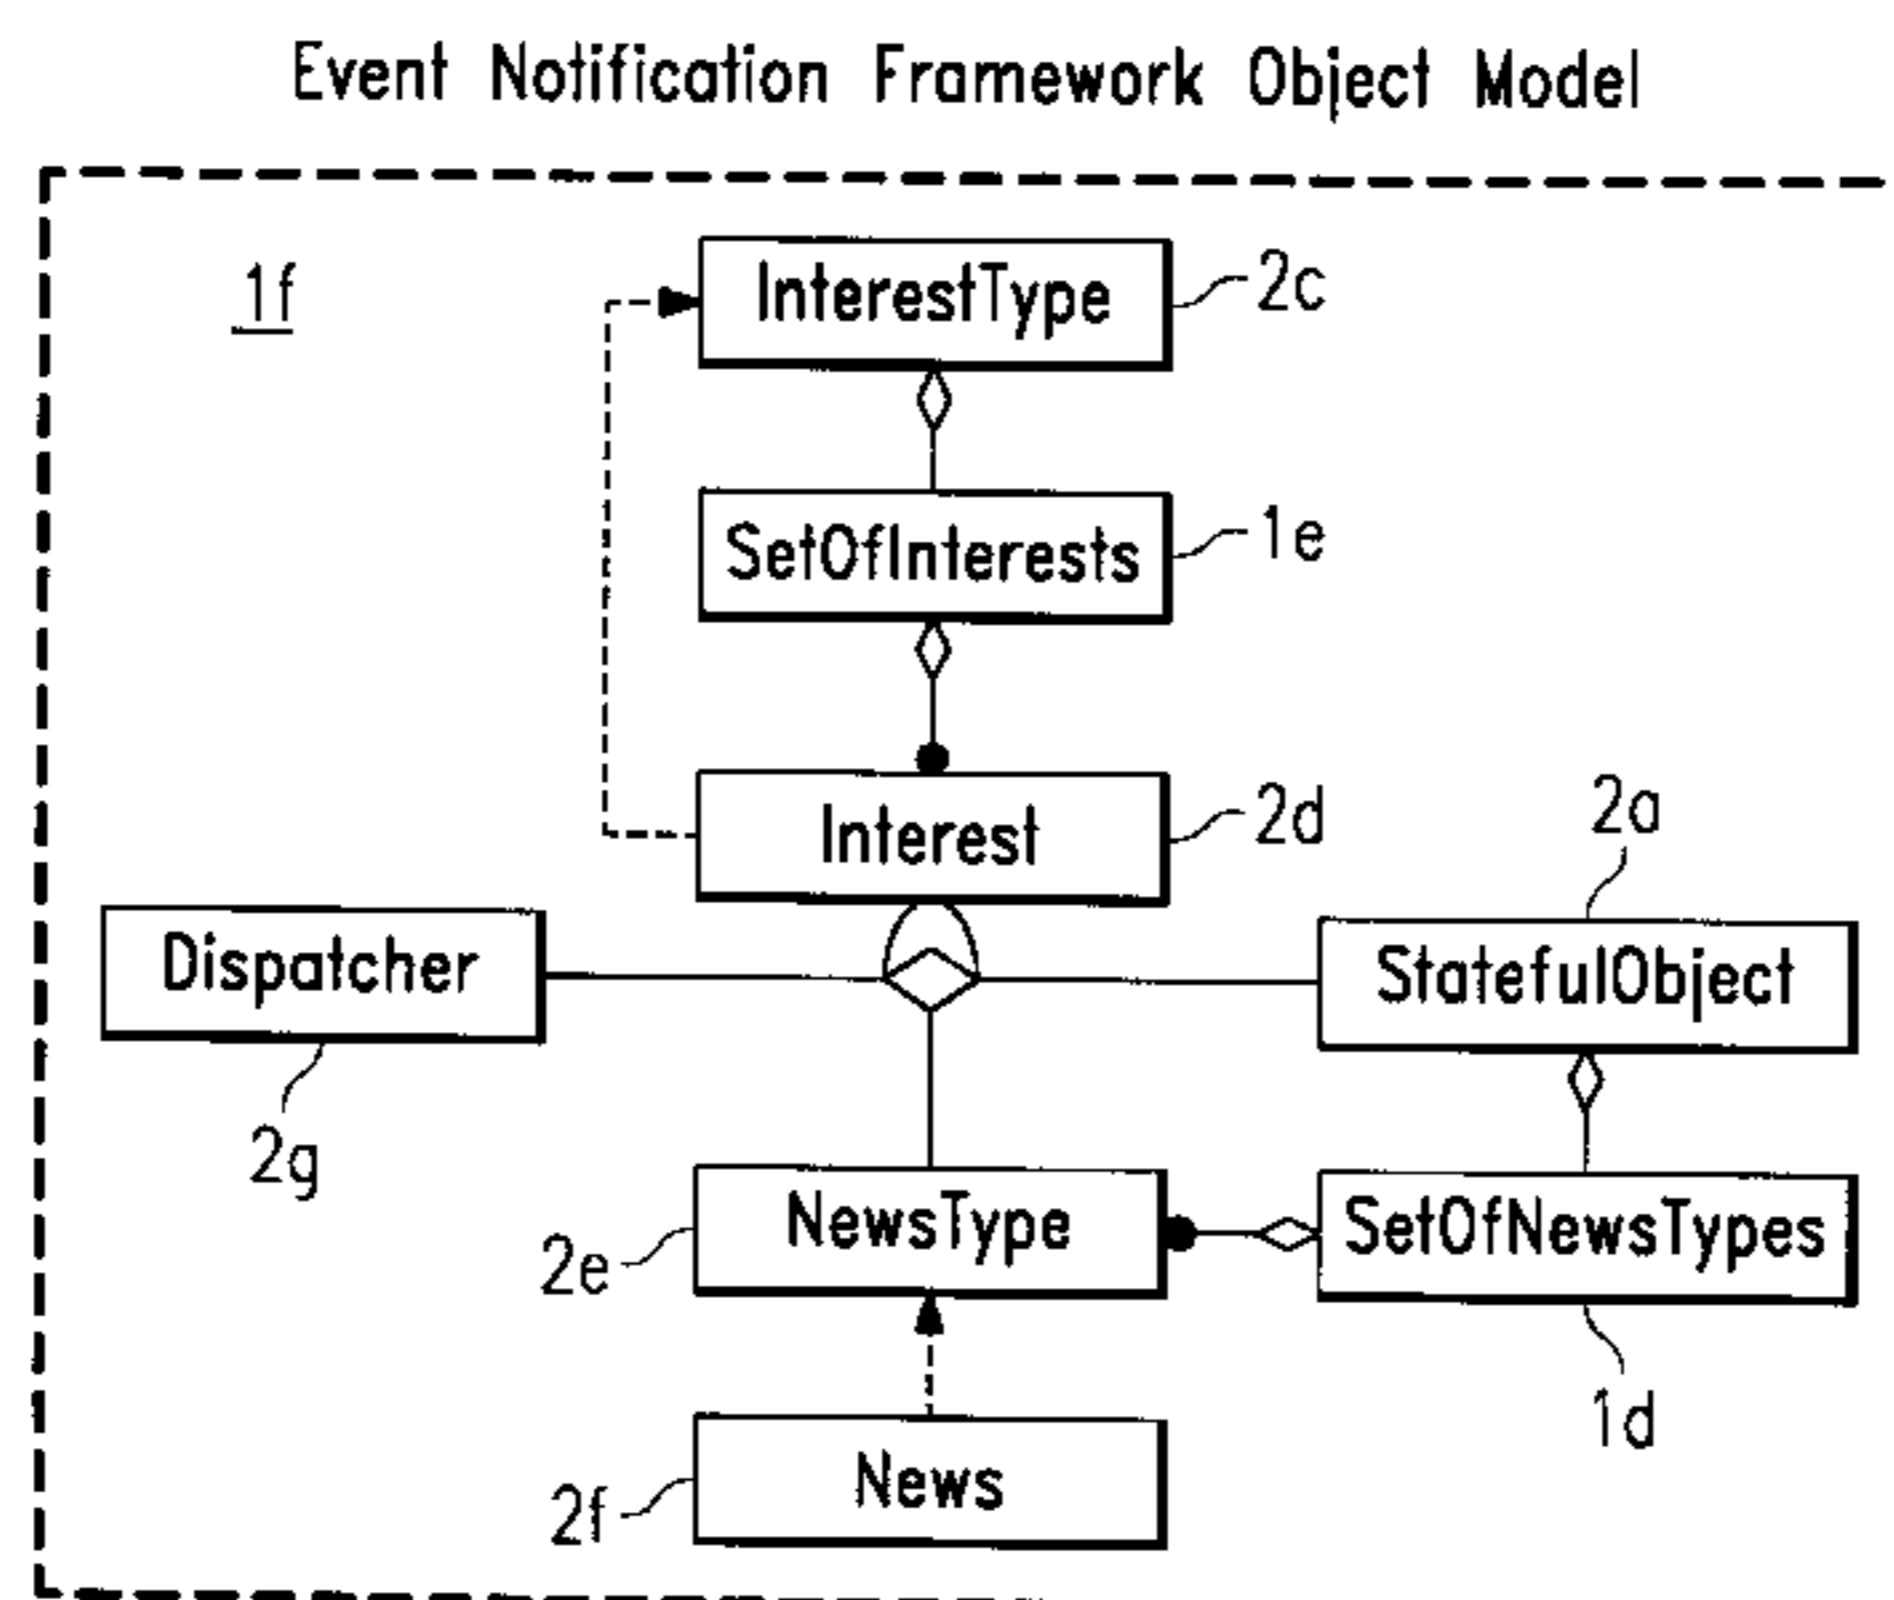 Event Notification Framework Object Model
1f
InterestType
2c
SetOfInterests
1e
Interest
2d
2a
Dispatcher
StatefulObject
2g
NewsType
SetOfNewsTypes
2e
1d
News
2f